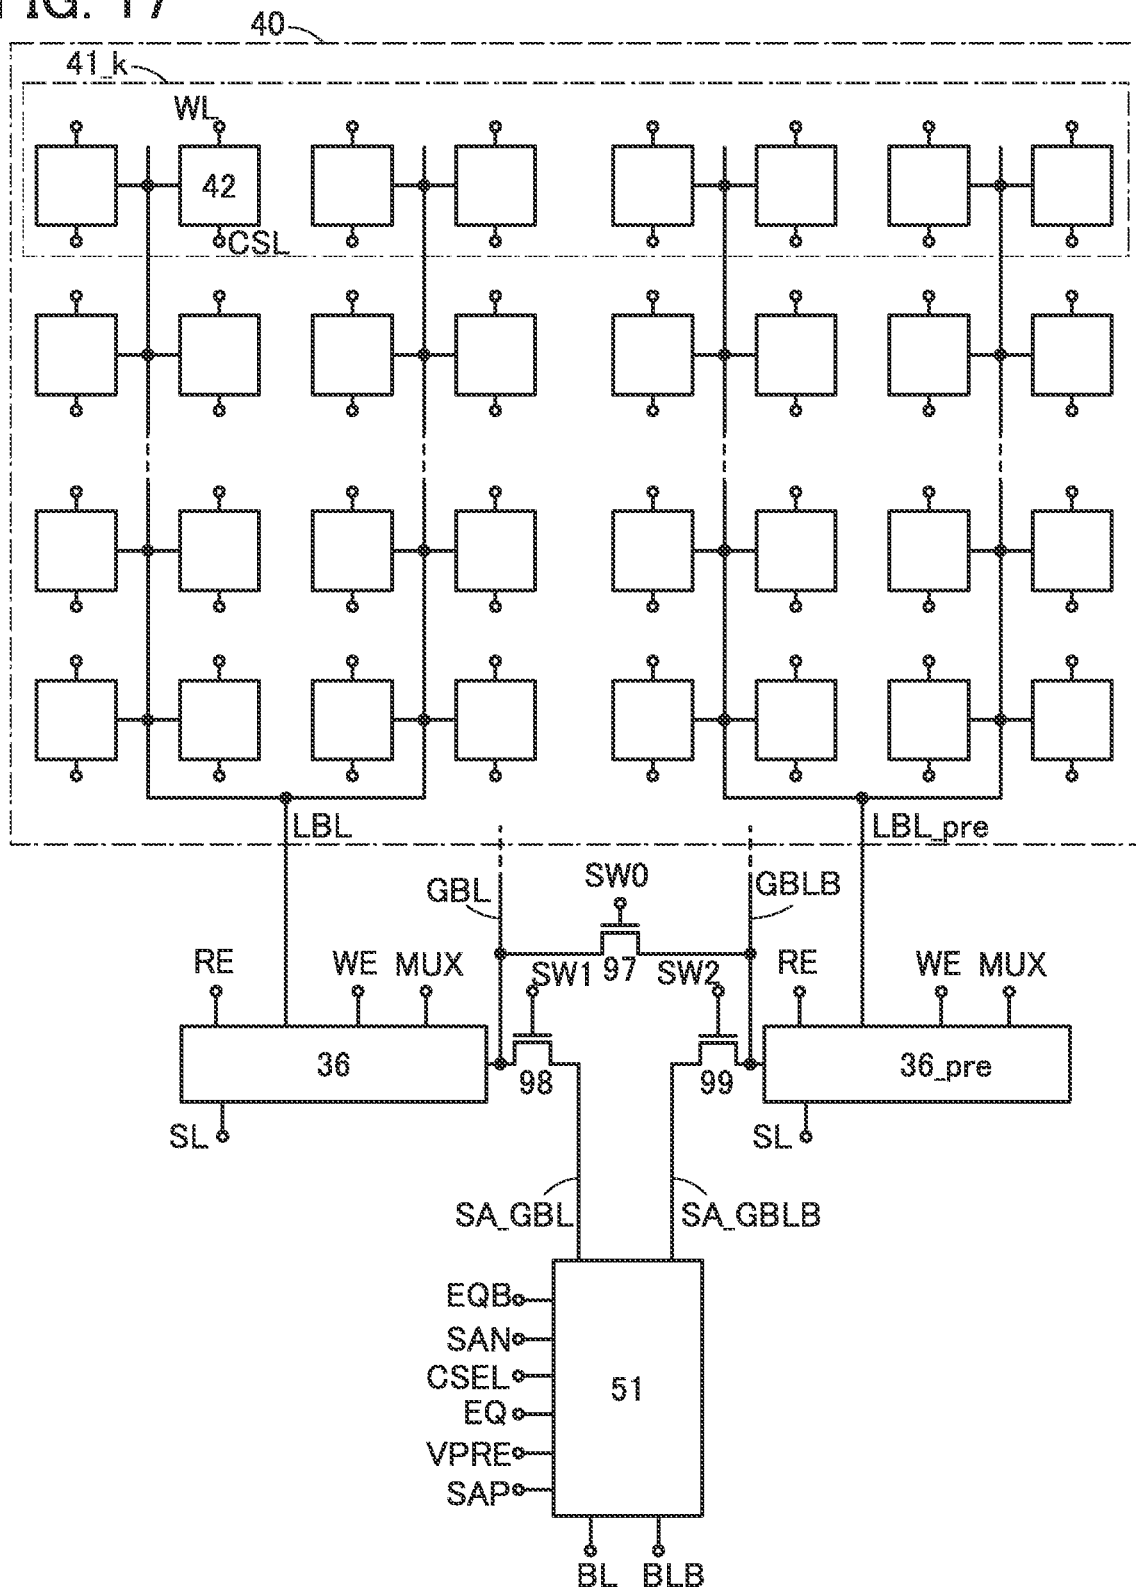 FIG. 17
40
41_k
WL
42
CSL
LBL
LBL_pre
GBL
SW0
GBLB
RE
WE
MUX
SW1
97
SW2
RE
WE
MUX
36
98
99
36_pre
SL
SL
SA_GBL
SA_GBLB
EQB
SAN
CSEL
EQ
VPRE
SAP
51
BL
BLB